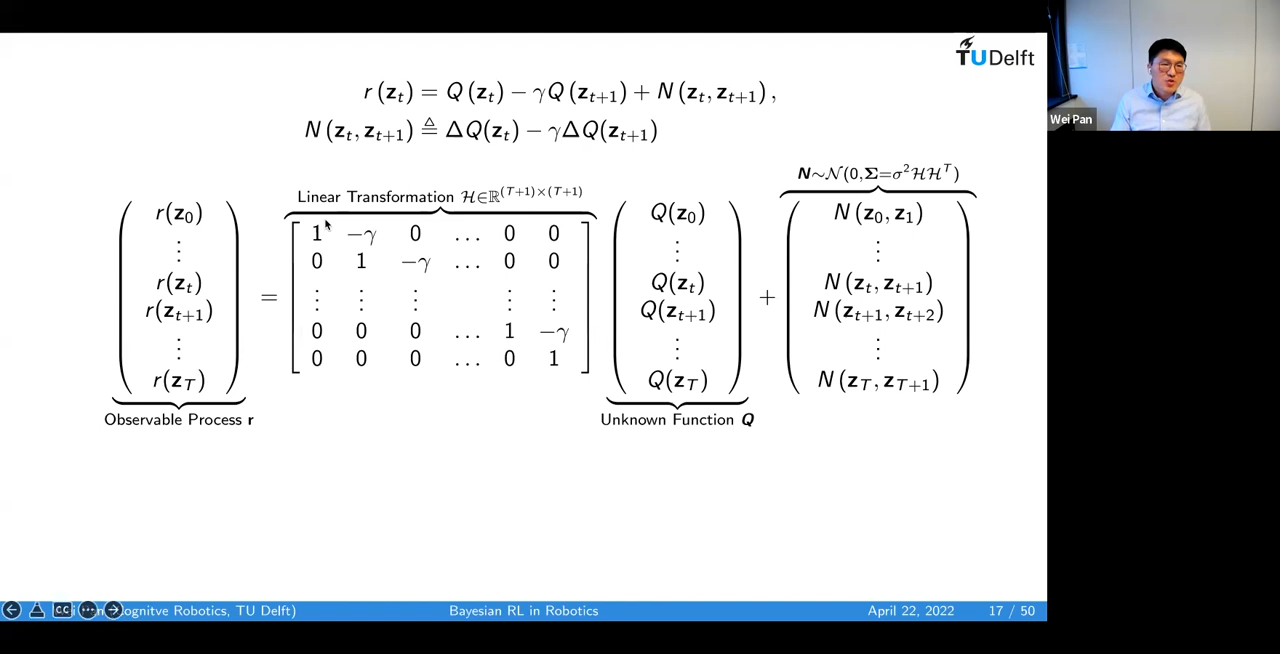 TUDelft
r(z_t) = Q(z_t) − γQ(z_{t+1}) + N(z_t, z_{t+1}),
N(z_t, z_{t+1}) ≜ ΔQ(z_t) − γΔQ(z_{t+1})
Wei Pan
N∼𝒩(0,Σ=σ²ℋℋ^T)
Linear Transformation ℋ∈ℝ^{(T+1)×(T+1)}
r(z_0) 1 −γ 0 … 0 0 Q(z_0) N(z_0, z_1)
⋮ 0 1 −γ … 0 0 ⋮ ⋮
r(z_t) = ⋮ ⋮ ⋮ ⋮ ⋮ Q(z_t) + N(z_t, z_{t+1})
r(z_{t+1}) 0 0 0 … 1 −γ Q(z_{t+1}) N(z_{t+1}, z_{t+2})
⋮ 0 0 0 … 0 1 ⋮ ⋮
r(z_T) Q(z_T) N(z_T, z_{T+1})
Observable Process r
Unknown Function Q
CC
ognitve Robotics, TU Delft)
Bayesian RL in Robotics
April 22, 2022
17 / 50